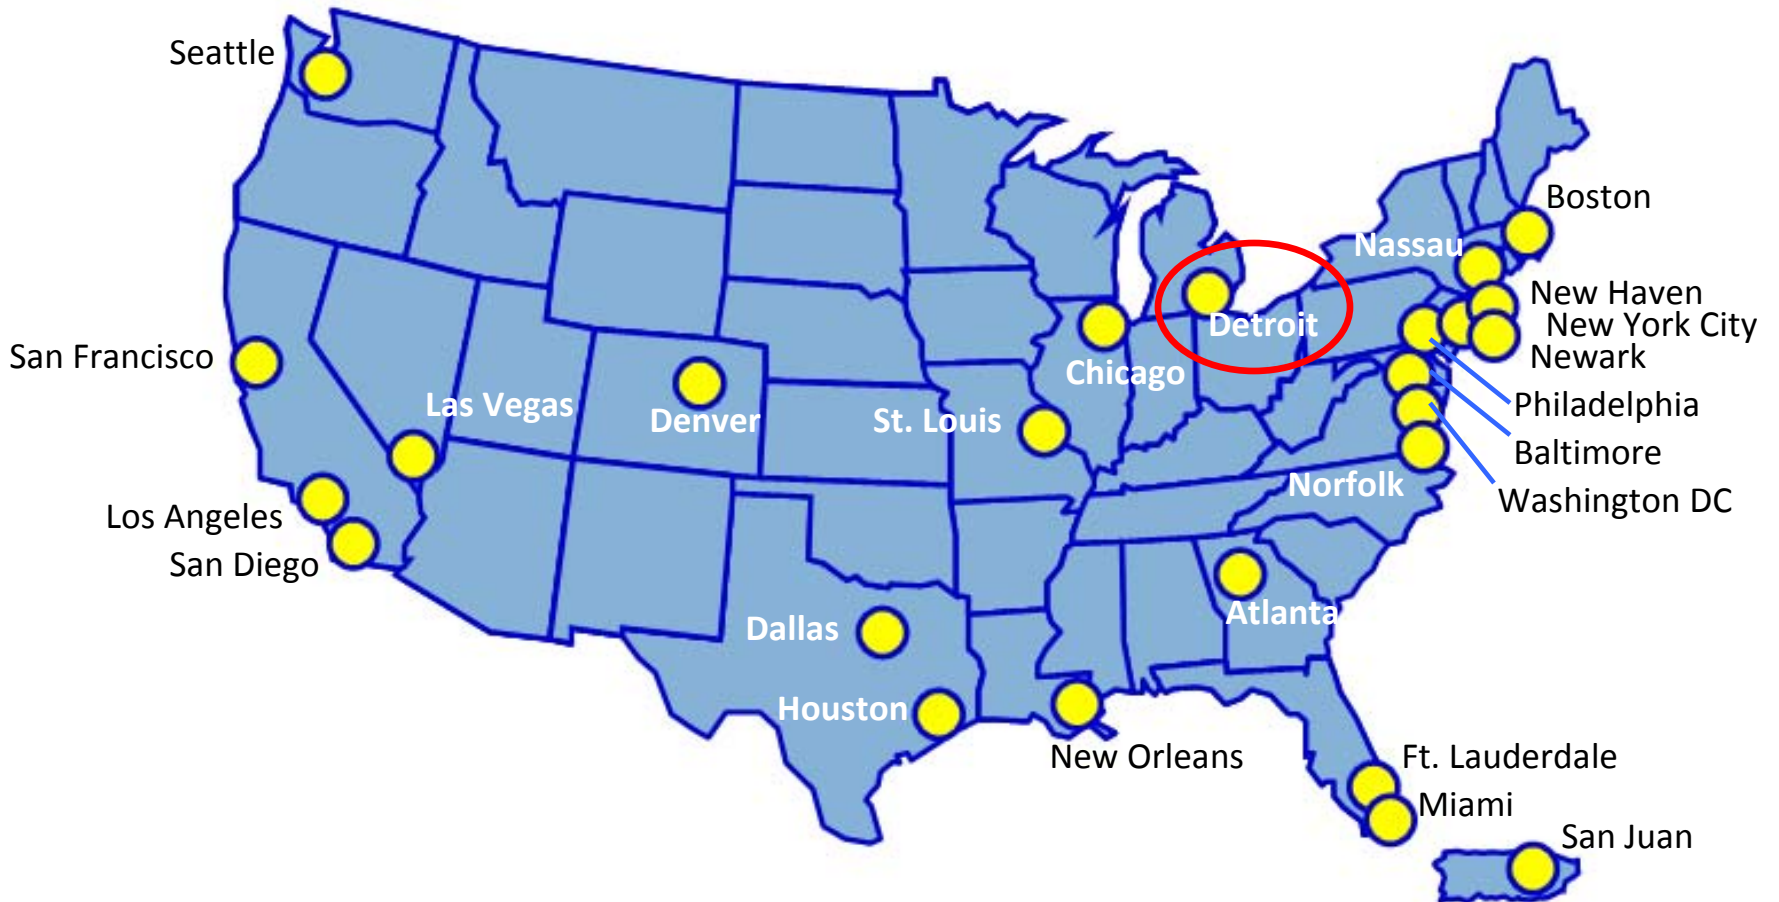 Seattle
Boston
Nassau
New Haven
New York City
Detroit
Newark
San Francisco
Chicago
Las Vegas
Denver
St. Louis
Philadelphia
Baltimore
Norfolk
Washington DC
Los Angeles
San Diego
Atlanta
Dallas
Houston
New Orleans
Ft. Lauderdale
Miami
San Juan